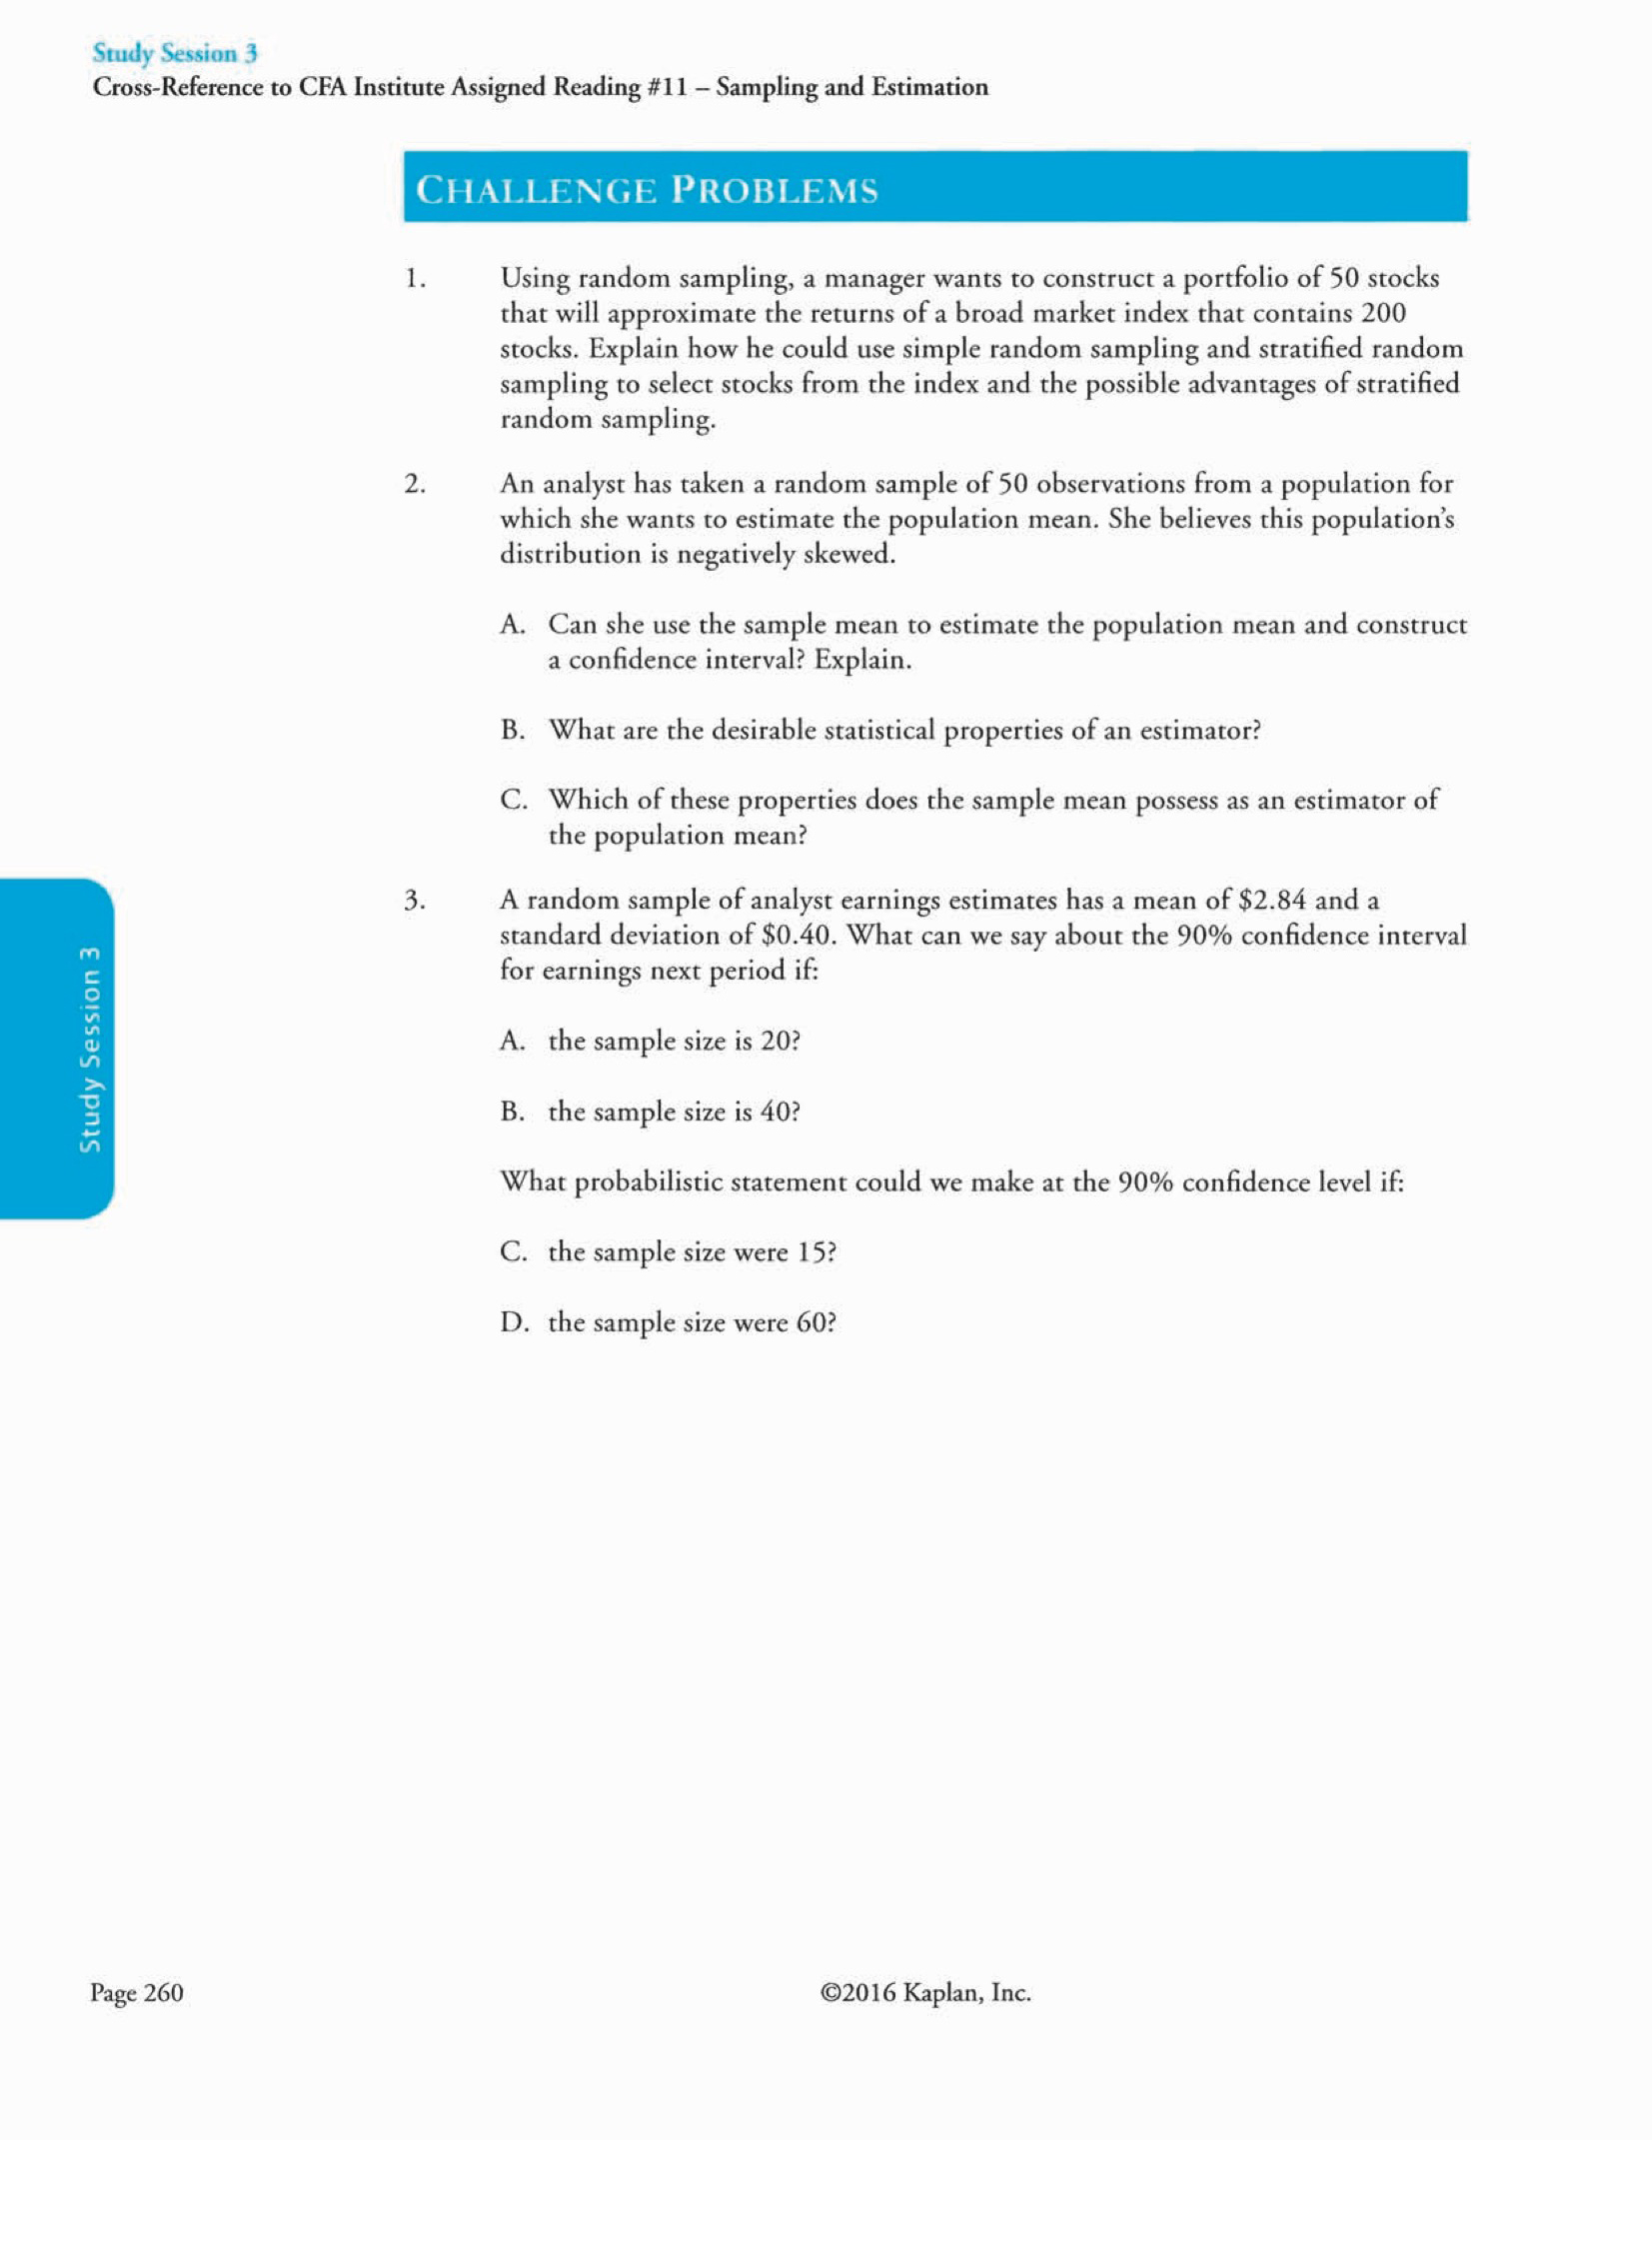 Study Session 3
Cross-Reference to CFA Institute Assigned Reading #11 – Sampling and Estimation
CHALLENGE PROBLEMS
1. Using random sampling, a manager wants to construct a portfolio of 50 stocks
that will approximate the returns of a broad market index that contains 200
stocks. Explain how he could use simple random sampling and stratified random
sampling to select stocks from the index and the possible advantages of stratified
random sampling.
2. An analyst has taken a random sample of 50 observations from a population for
which she wants to estimate the population mean. She believes this population’s
distribution is negatively skewed.
A. Can she use the sample mean to estimate the population mean and construct
a confidence interval? Explain.
B. What are the desirable statistical properties of an estimator?
C. Which of these properties does the sample mean possess as an estimator of
the population mean?
3. A random sample of analyst earnings estimates has a mean of $2.84 and a
standard deviation of $0.40. What can we say about the 90% confidence interval
for earnings next period if:
A. the sample size is 20?
B. the sample size is 40?
What probabilistic statement could we make at the 90% confidence level if:
C. the sample size were 15?
D. the sample size were 60?
Study Session 3
Page 260
©2016 Kaplan, Inc.